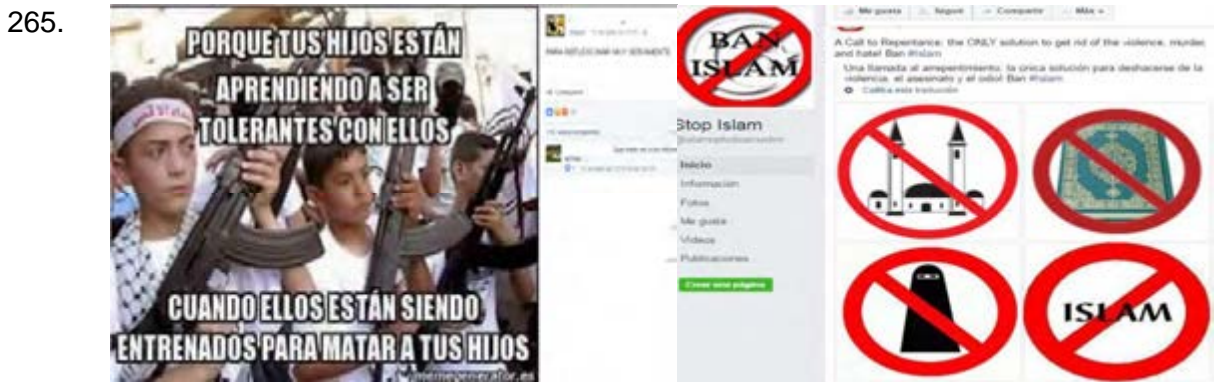 265.
PORQUE TUS HIJOS ESTÁN
APRENDIENDO A SER
TOLERANTES CON ELLOS
CUANDO ELLOS ESTÁN SIENDO
ENTRENADOS PARA MATAR A TUS HIJOS
memegenerator.es
PARA REFLEXIONAR MUY SERIAMENTE
BAN
ISLAM
Stop Islam
Inicio
Información
Fotos
Me gusta
Videos
Publicaciones
Crear una página
Me gusta Seguir Compartir Más
A Call to Repentance: the ONLY solution to get rid of the violence, murder,
and hate! Ban #Islam
Una llamada al arrepentimiento, la única solución para deshacerse de la
violencia, el asesinato y el odio! Ban #Islam
Califica esta traducción
ISLAM